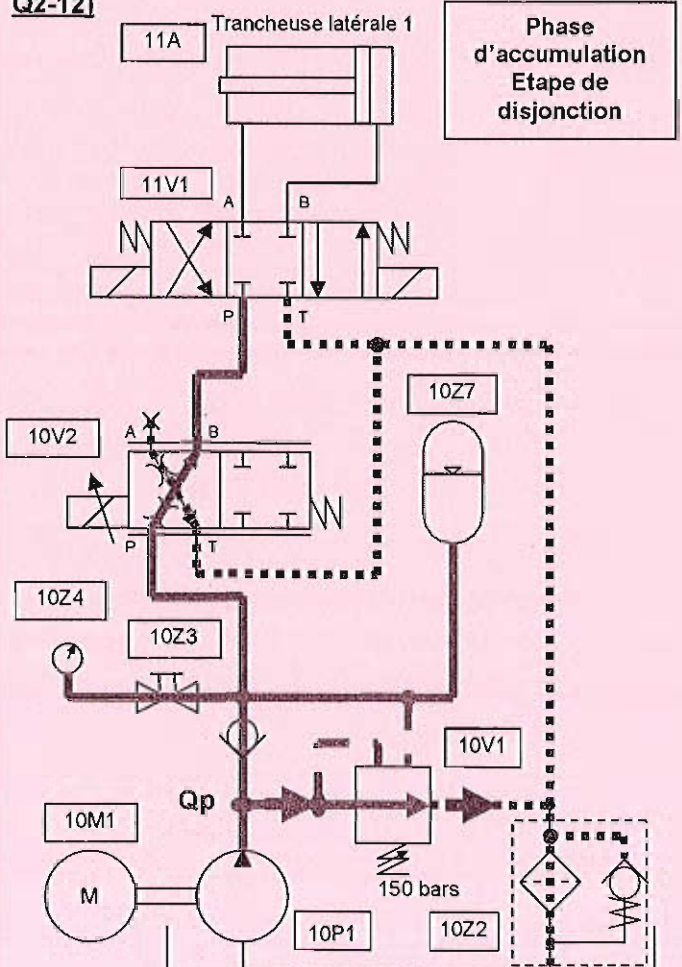 Q2-12)
11A
Trancheuse latérale 1
Phase
d'accumulation
Etape de
disjonction
11V1
A
B
P
T
10Z7
10V2
A
B
P
T
10Z4
10Z3
10V1
Qp
10M1
M
150 bars
10P1
10Z2